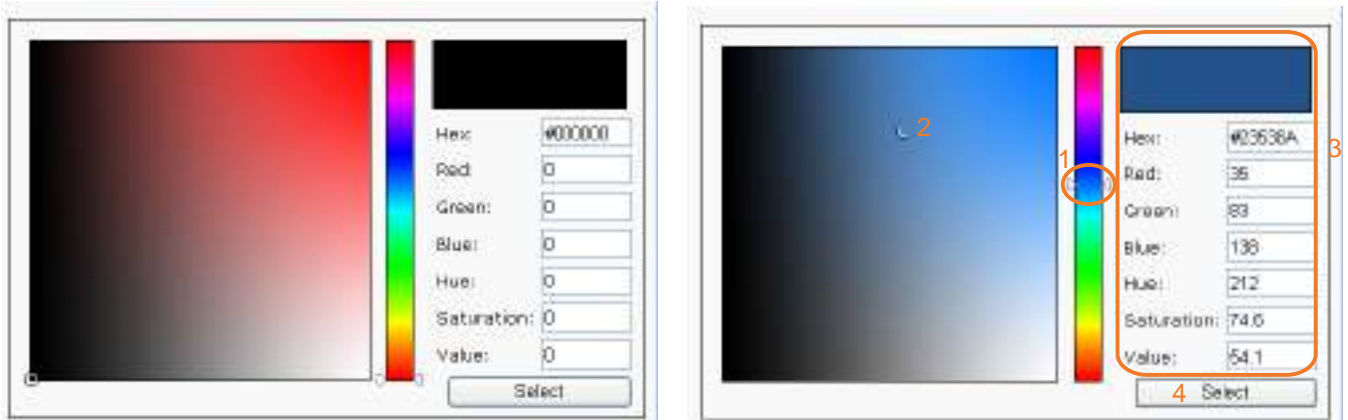 Hex: #000000
Red: 0
Green: 0
Blue: 0
Hue: 0
Saturation: 0
Value: 0
Select
2
1
3
Hex: #23538A
Red: 35
Green: 83
Blue: 138
Hue: 212
Saturation: 74.6
Value: 54.1
4 Select